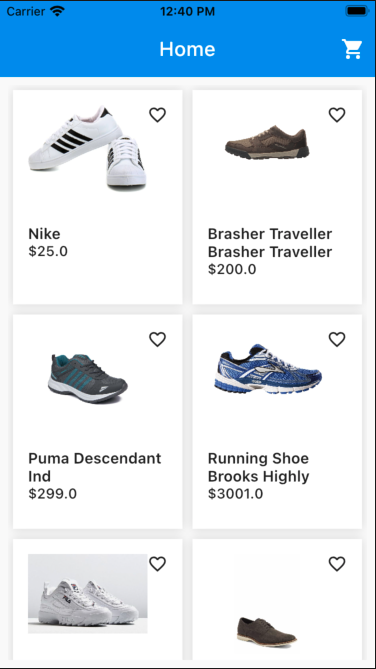 Carrier 12:40 PM
Home
Nike
$25.0
Brasher Traveller
Brasher Traveller
$200.0
Puma Descendant
Ind
$299.0
Running Shoe
Brooks Highly
$3001.0
FILA